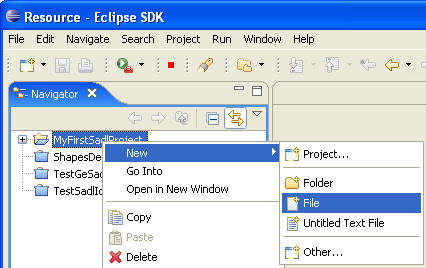 Resource - Eclipse SDK
File Edit Navigate Search Project Run Window Help
Navigator
MyFirstSadlProject
ShapesDe
TestGeSad
TestSadlId
New
Go Into
Open in New Window
Copy
Paste
Delete
Project...
Folder
File
Untitled Text File
Other...